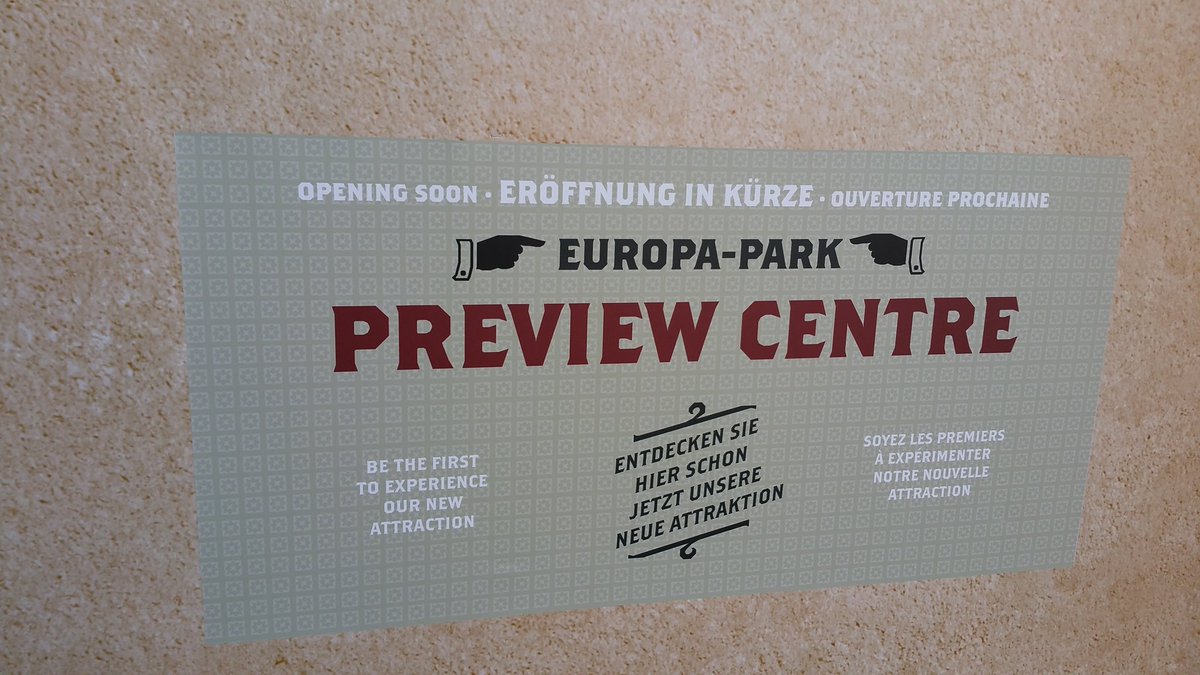 OPENING SOON · ERÖFFNUNG IN KÜRZE · OUVERTURE PROCHAINE
EUROPA-PARK
PREVIEW CENTRE
BE THE FIRST
TO EXPERIENCE
OUR NEW
ATTRACTION
ENTDECKEN SIE
HIER SCHON
JETZT UNSERE
NEUE ATTRAKTION
SOYEZ LES PREMIERS
À EXPÉRIMENTER
NOTRE NOUVELLE
ATTRACTION